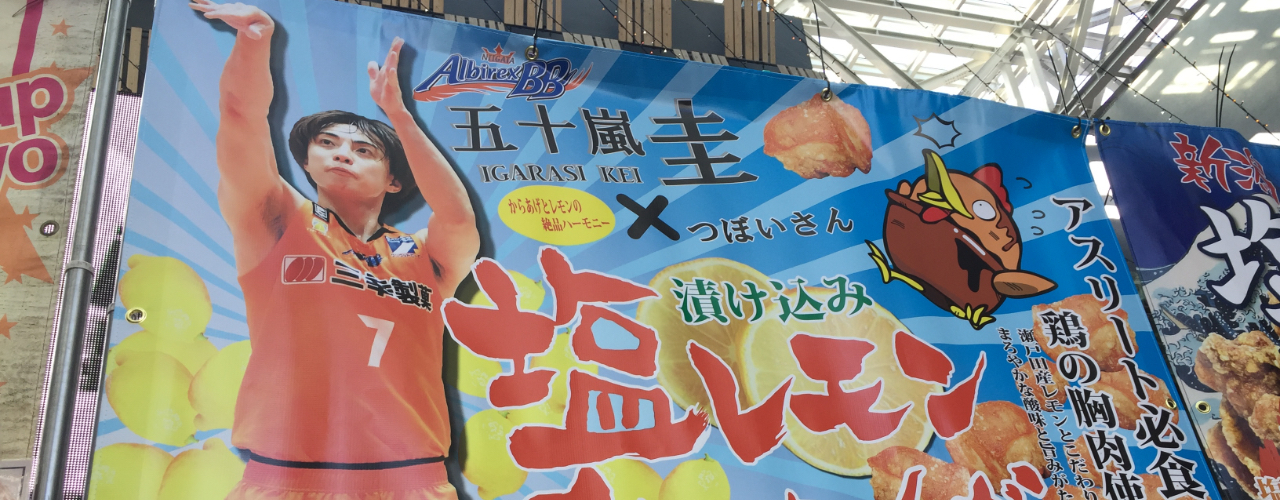 up
yo
NIIGATA
Albirex BB
五十嵐 圭
IGARASI KEI
からあげとレモンの
絶品ハーモニー
×
つぼいさん
三幸製菓
7
漬け込み
塩レモン
アスリート必食
鶏の胸肉使
瀬戸田産レモンとこだわり
まろやかな酸味と旨みがた
新潟